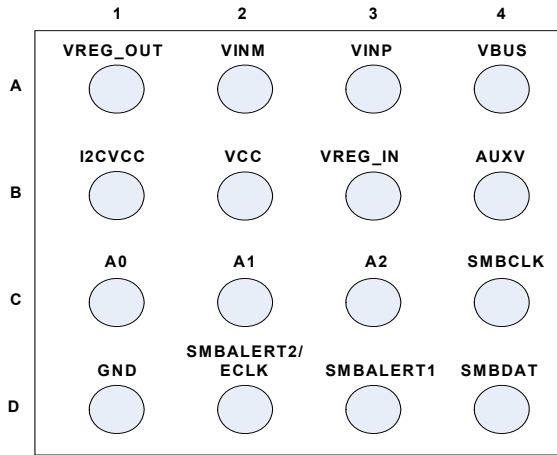 1 2 3 4
VREG_OUT VINM VINP VBUS
A
I2CVCC VCC VREG_IN AUXV
B
A0 A1 A2 SMBCLK
C
SMBALERT2/
GND ECLK SMBALERT1 SMBDAT
D